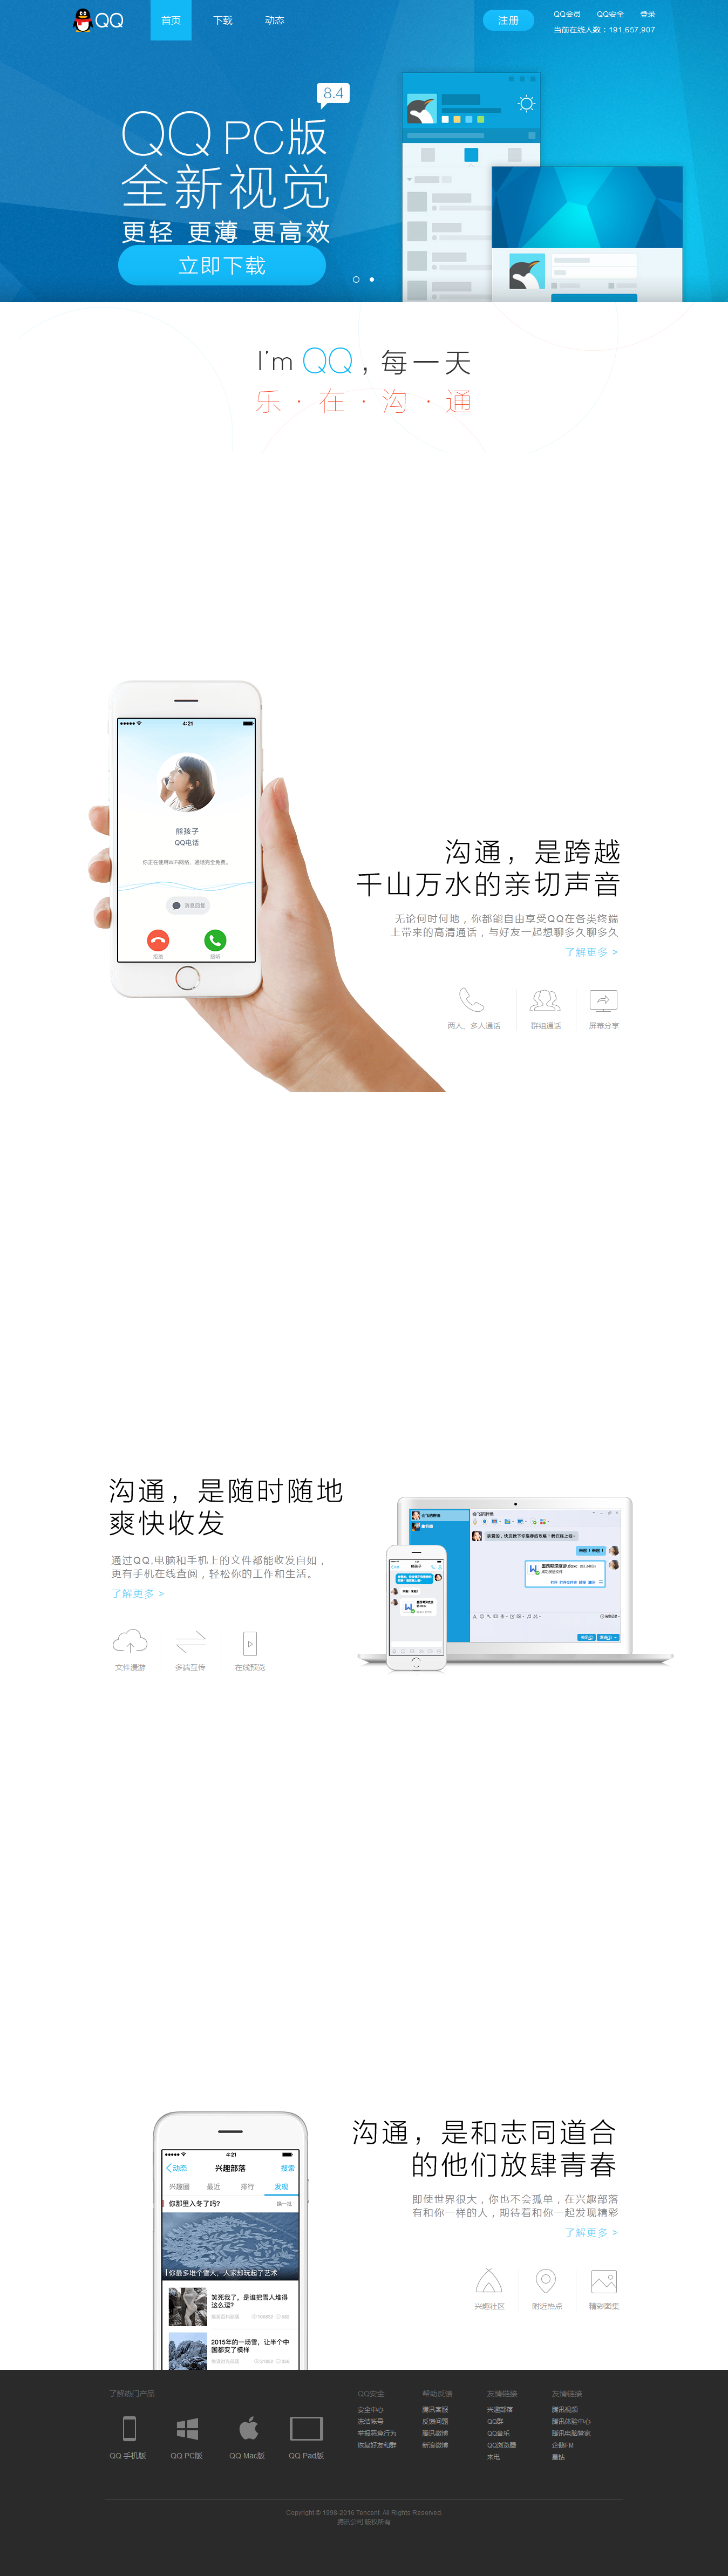 QQ
首页
下载
动态
注册
QQ会员
QQ安全
登录
当前在线人数：191,657,907
8.4
QQ PC版
全新视觉
更轻 更薄 更高效
立即下载
I'm QQ，每一天
乐·在·沟·通
4:21
熊孩子
QQ电话
你正在使用WiFi网络，通话完全免费。
消息回复
沟通，是跨越
千山万水的亲切声音
无论何时何地，你都能自由享受QQ在各类终端
上带来的高清通话，与好友一起想聊多久聊多久
了解更多 >
两人，多人通话
群组通话
屏幕分享
沟通，是随时随地
爽快收发
通过QQ,电脑和手机上的文件都能收发自如，
更有手机在线查阅，轻松你的工作和生活。
了解更多 >
文件漫游
多端互传
在线预览
沟通，是和志同道合
的他们放肆青春
即使世界很大，你也不会孤单，在兴趣部落
有和你一样的人，期待着和你一起发现精彩
了解更多 >
兴趣社区
附近热点
精彩图集
4:21
动态
兴趣部落
搜索
兴趣圈
最近
排行
发现
你那里入冬了吗？
换一批
你最多堆个雪人，人家却玩起了艺术
笑死我了，是谁把雪人堆得
这么逗？
2015年的一场雪，让半个中
国都变了模样
了解热门产品
QQ 手机版
QQ PC版
QQ Mac版
QQ Pad版
QQ安全
安全中心
冻结帐号
举报恶意行为
恢复好友和群
帮助反馈
腾讯客服
反馈问题
腾讯微博
新浪微博
友情链接
兴趣部落
QQ群
QQ音乐
QQ浏览器
来电
友情链接
腾讯视频
腾讯体验中心
腾讯电脑管家
企鹅FM
星钻
Copyright © 1998-2016 Tencent. All Rights Reserved.
腾讯公司 版权所有